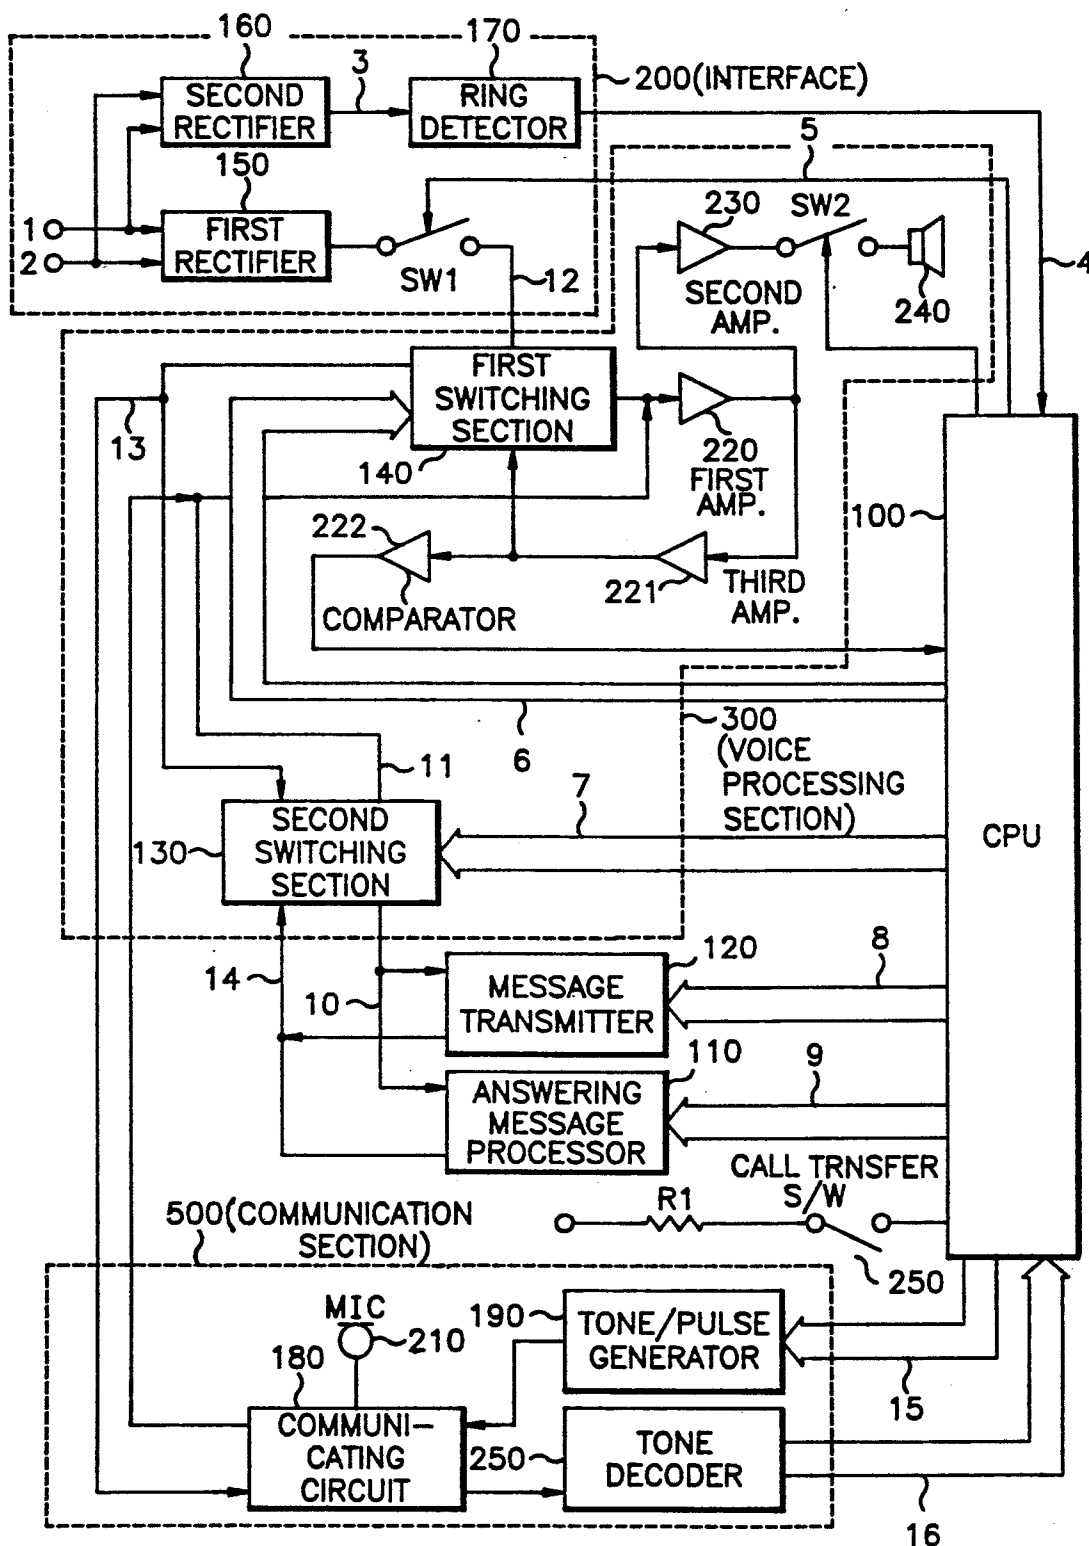 160
170
3
200(INTERFACE)
SECOND
RECTIFIER
RING
DETECTOR
150
5
1
2
FIRST
RECTIFIER
SW1
12
230
SW2
SECOND
AMP.
240
4
FIRST
SWITCHING
SECTION
13
140
220
FIRST
AMP.
100
222
COMPARATOR
221
THIRD
AMP.
6
300
(VOICE
PROCESSING
SECTION)
11
7
130
SECOND
SWITCHING
SECTION
CPU
14
10
120
8
MESSAGE
TRANSMITTER
110
9
ANSWERING
MESSAGE
PROCESSOR
CALL TRNSFER
S/W
R1
250
500(COMMUNICATION
SECTION)
MIC
210
190
TONE/PULSE
GENERATOR
15
180
COMMUNI-
CATING
CIRCUIT
250
TONE
DECODER
16